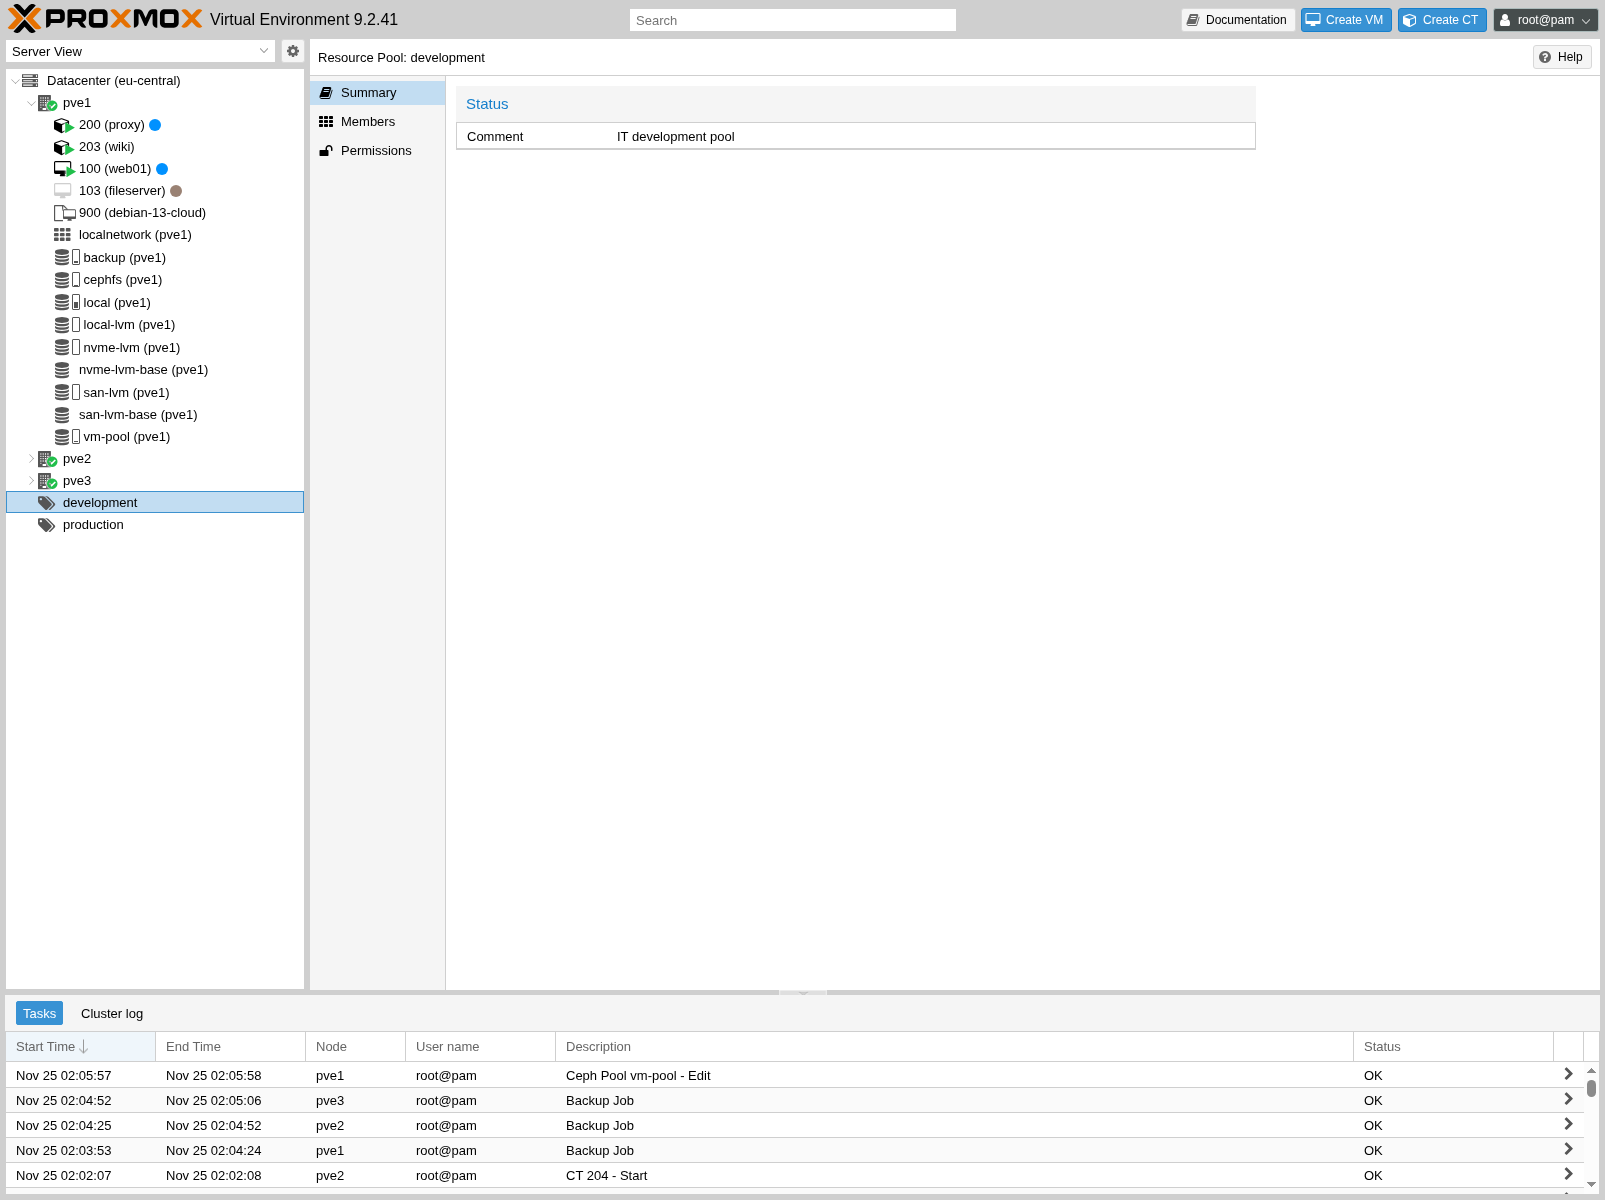 PROXMOX Virtual Environment 9.2.41
Search
Documentation
Create VM
Create CT
root@pam
Server View
Datacenter (eu-central)
pve1
200 (proxy)
203 (wiki)
100 (web01)
103 (fileserver)
900 (debian-13-cloud)
localnetwork (pve1)
backup (pve1)
cephfs (pve1)
local (pve1)
local-lvm (pve1)
nvme-lvm (pve1)
nvme-lvm-base (pve1)
san-lvm (pve1)
san-lvm-base (pve1)
vm-pool (pve1)
pve2
pve3
development
production
Resource Pool: development
Help
Summary
Members
Permissions
Status
Comment IT development pool
Tasks Cluster log
Start Time End Time Node User name Description Status
Nov 25 02:05:57 Nov 25 02:05:58 pve1 root@pam Ceph Pool vm-pool - Edit OK
Nov 25 02:04:52 Nov 25 02:05:06 pve3 root@pam Backup Job OK
Nov 25 02:04:25 Nov 25 02:04:52 pve2 root@pam Backup Job OK
Nov 25 02:03:53 Nov 25 02:04:24 pve1 root@pam Backup Job OK
Nov 25 02:02:07 Nov 25 02:02:08 pve2 root@pam CT 204 - Start OK